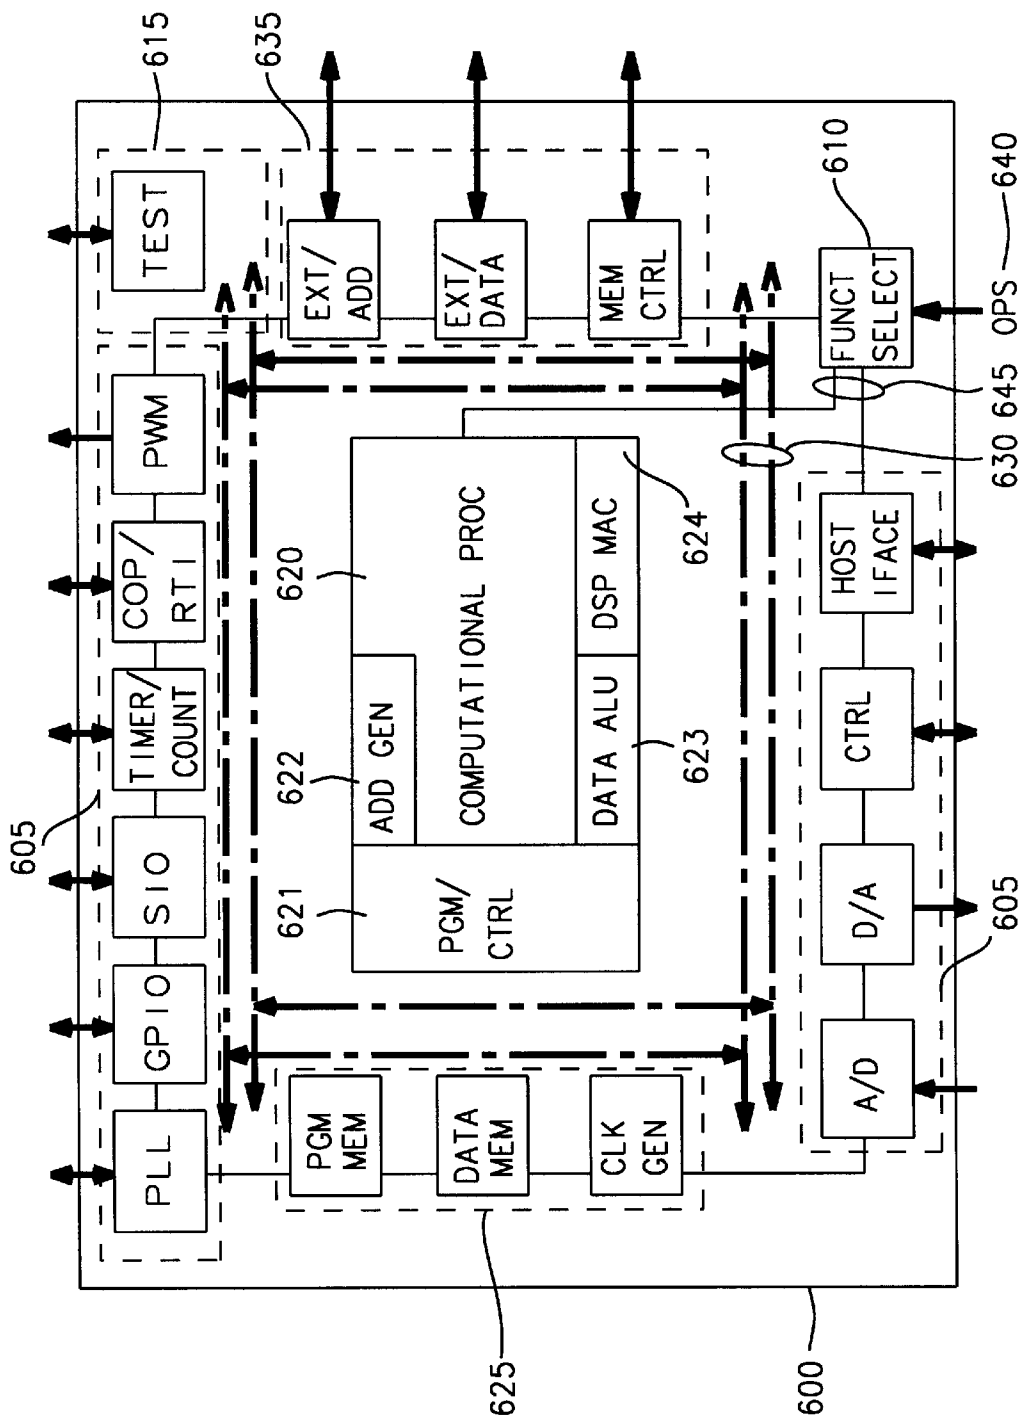 615
635
TEST
EXT/
ADD
EXT/
DATA
MEM
CTRL
610
FUNCT
SELECT
OPS
640
645
630
PWM
COP/
RTI
TIMER/
COUNT
SIO
GPIO
PLL
605
620
COMPUTATIONAL PROC
622
ADD GEN
621
PGM/
CTRL
DATA ALU
623
DSP MAC
624
HOST
IFACE
CTRL
D/A
A/D
605
PGM
MEM
DATA
MEM
CLK
GEN
625
600